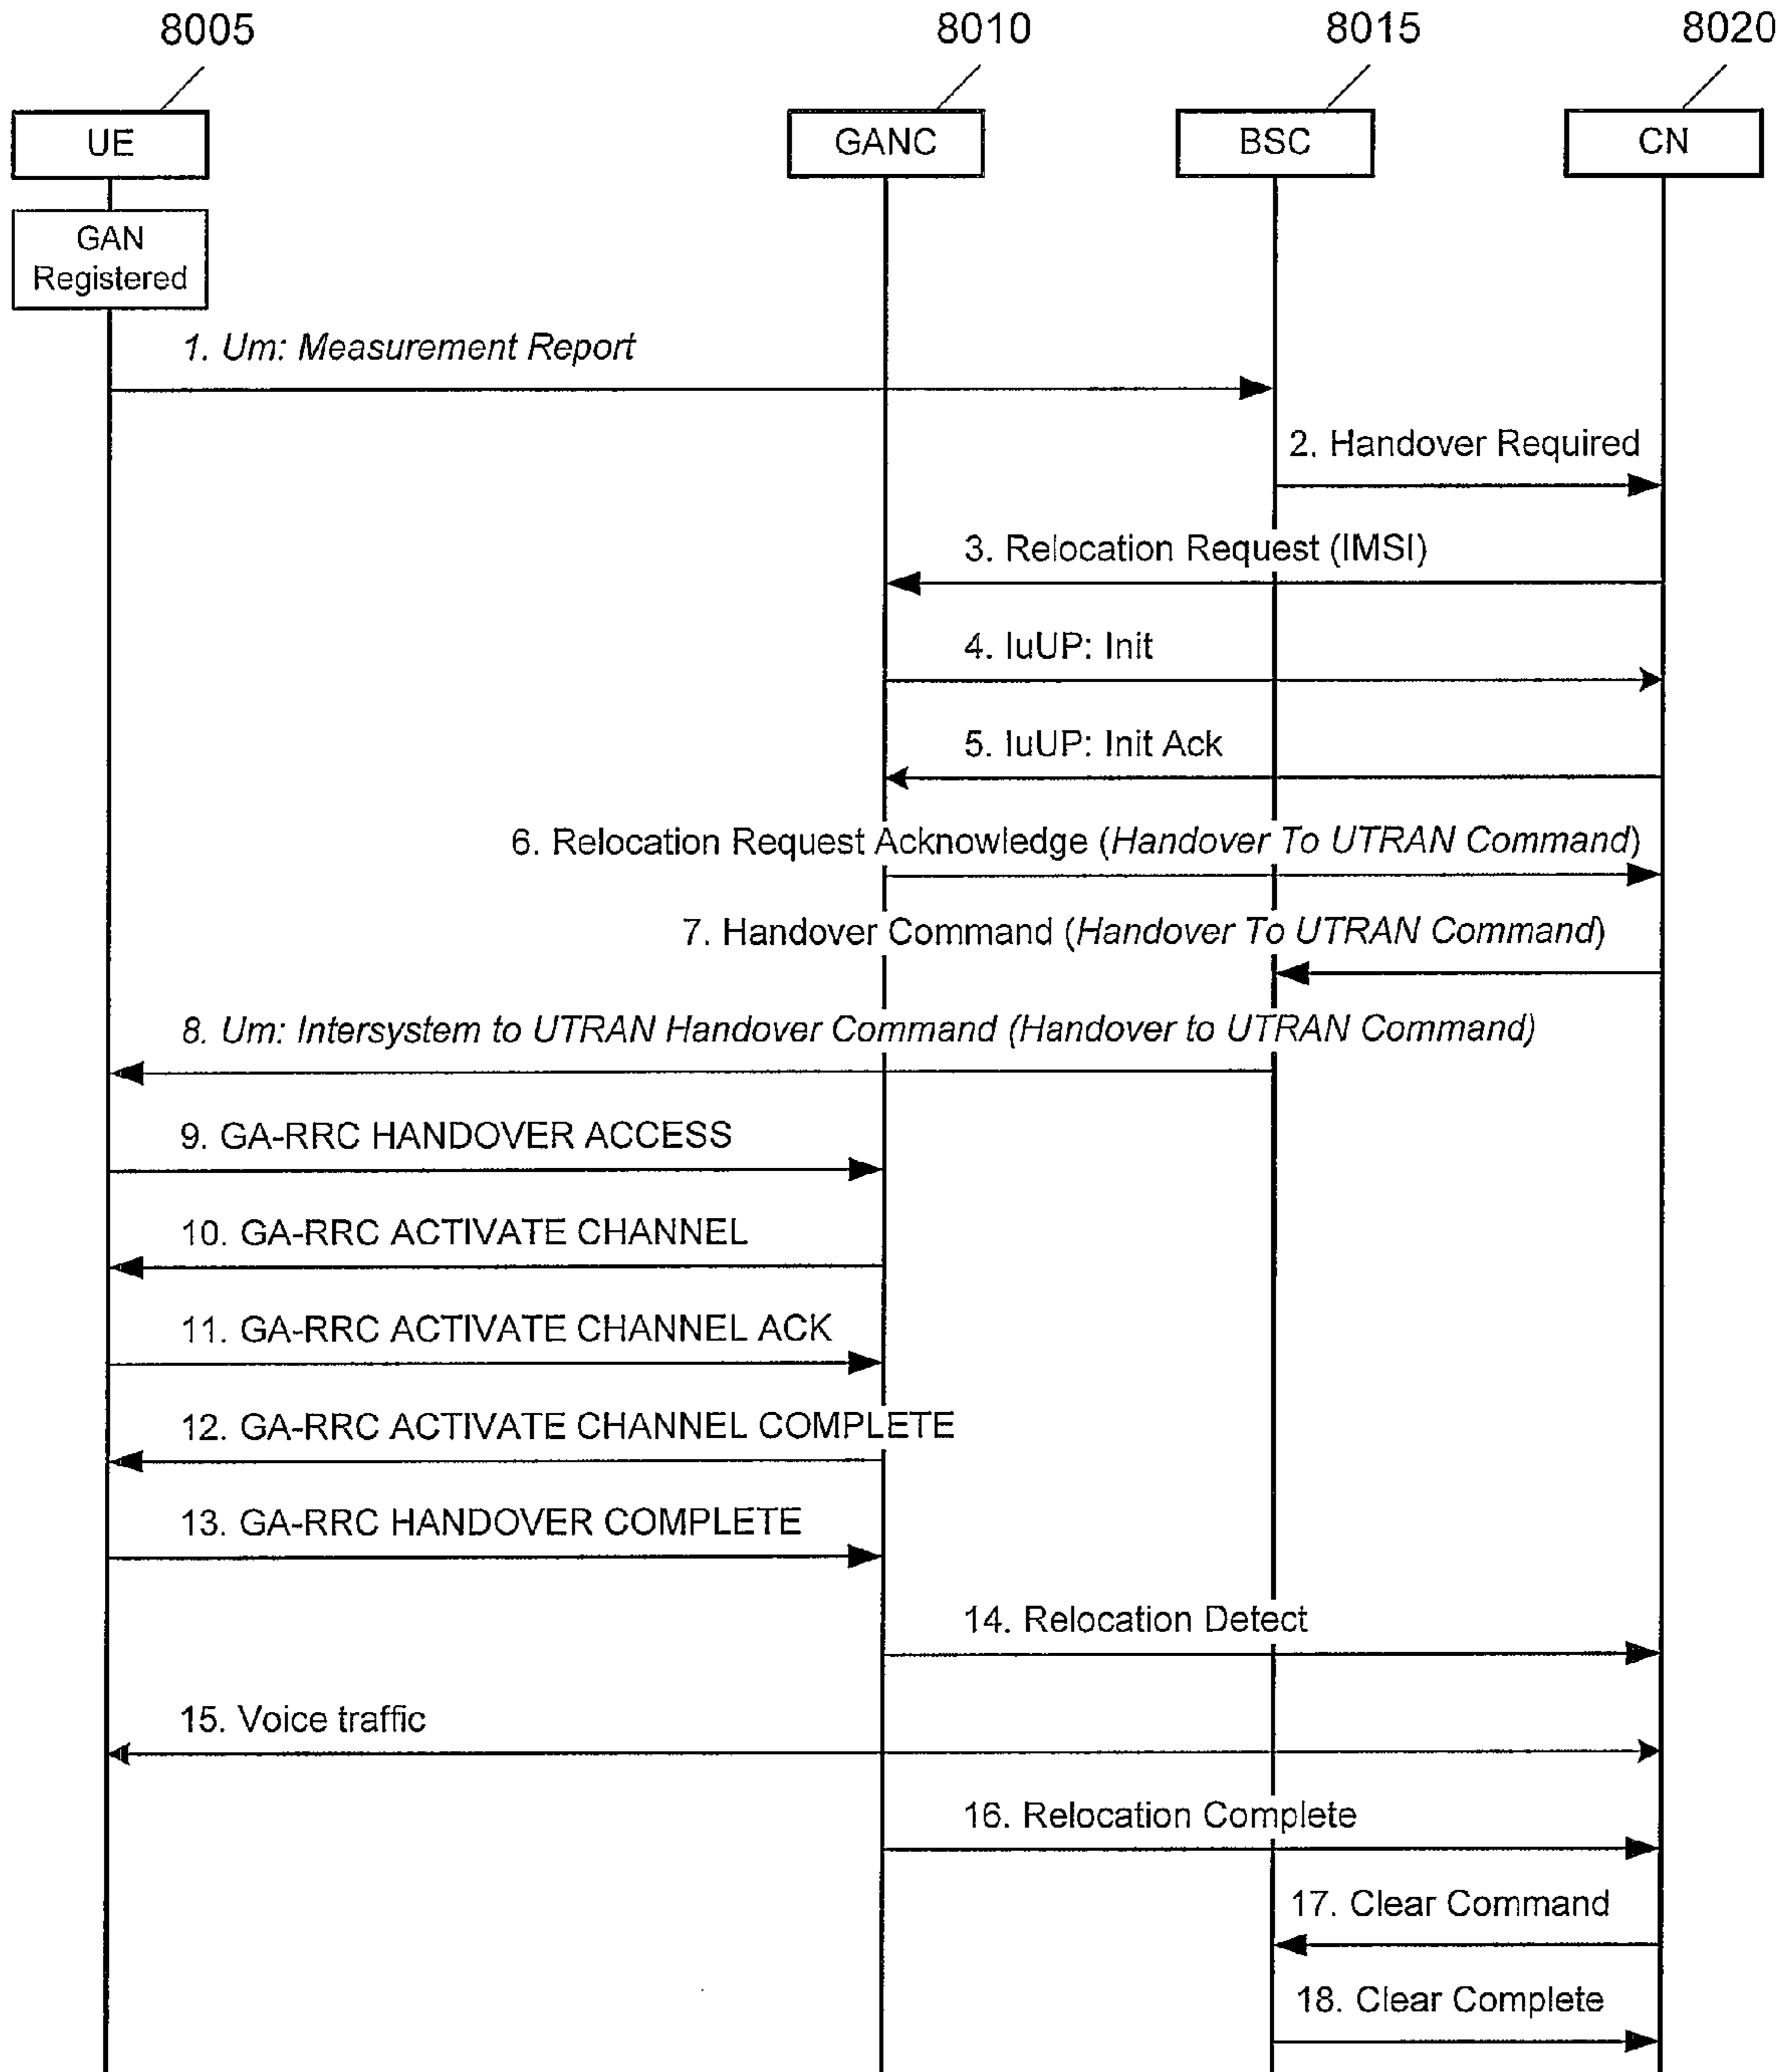 8005
8010
8015
8020
UE
GANC
BSC
CN
GAN
Registered
1. Um: Measurement Report
2. Handover Required
3. Relocation Request (IMSI)
4. IuUP: Init
5. IuUP: Init Ack
6. Relocation Request Acknowledge (Handover To UTRAN Command)
7. Handover Command (Handover To UTRAN Command)
8. Um: Intersystem to UTRAN Handover Command (Handover to UTRAN Command)
9. GA-RRC HANDOVER ACCESS
10. GA-RRC ACTIVATE CHANNEL
11. GA-RRC ACTIVATE CHANNEL ACK
12. GA-RRC ACTIVATE CHANNEL COMPLETE
13. GA-RRC HANDOVER COMPLETE
14. Relocation Detect
15. Voice traffic
16. Relocation Complete
17. Clear Command
18. Clear Complete